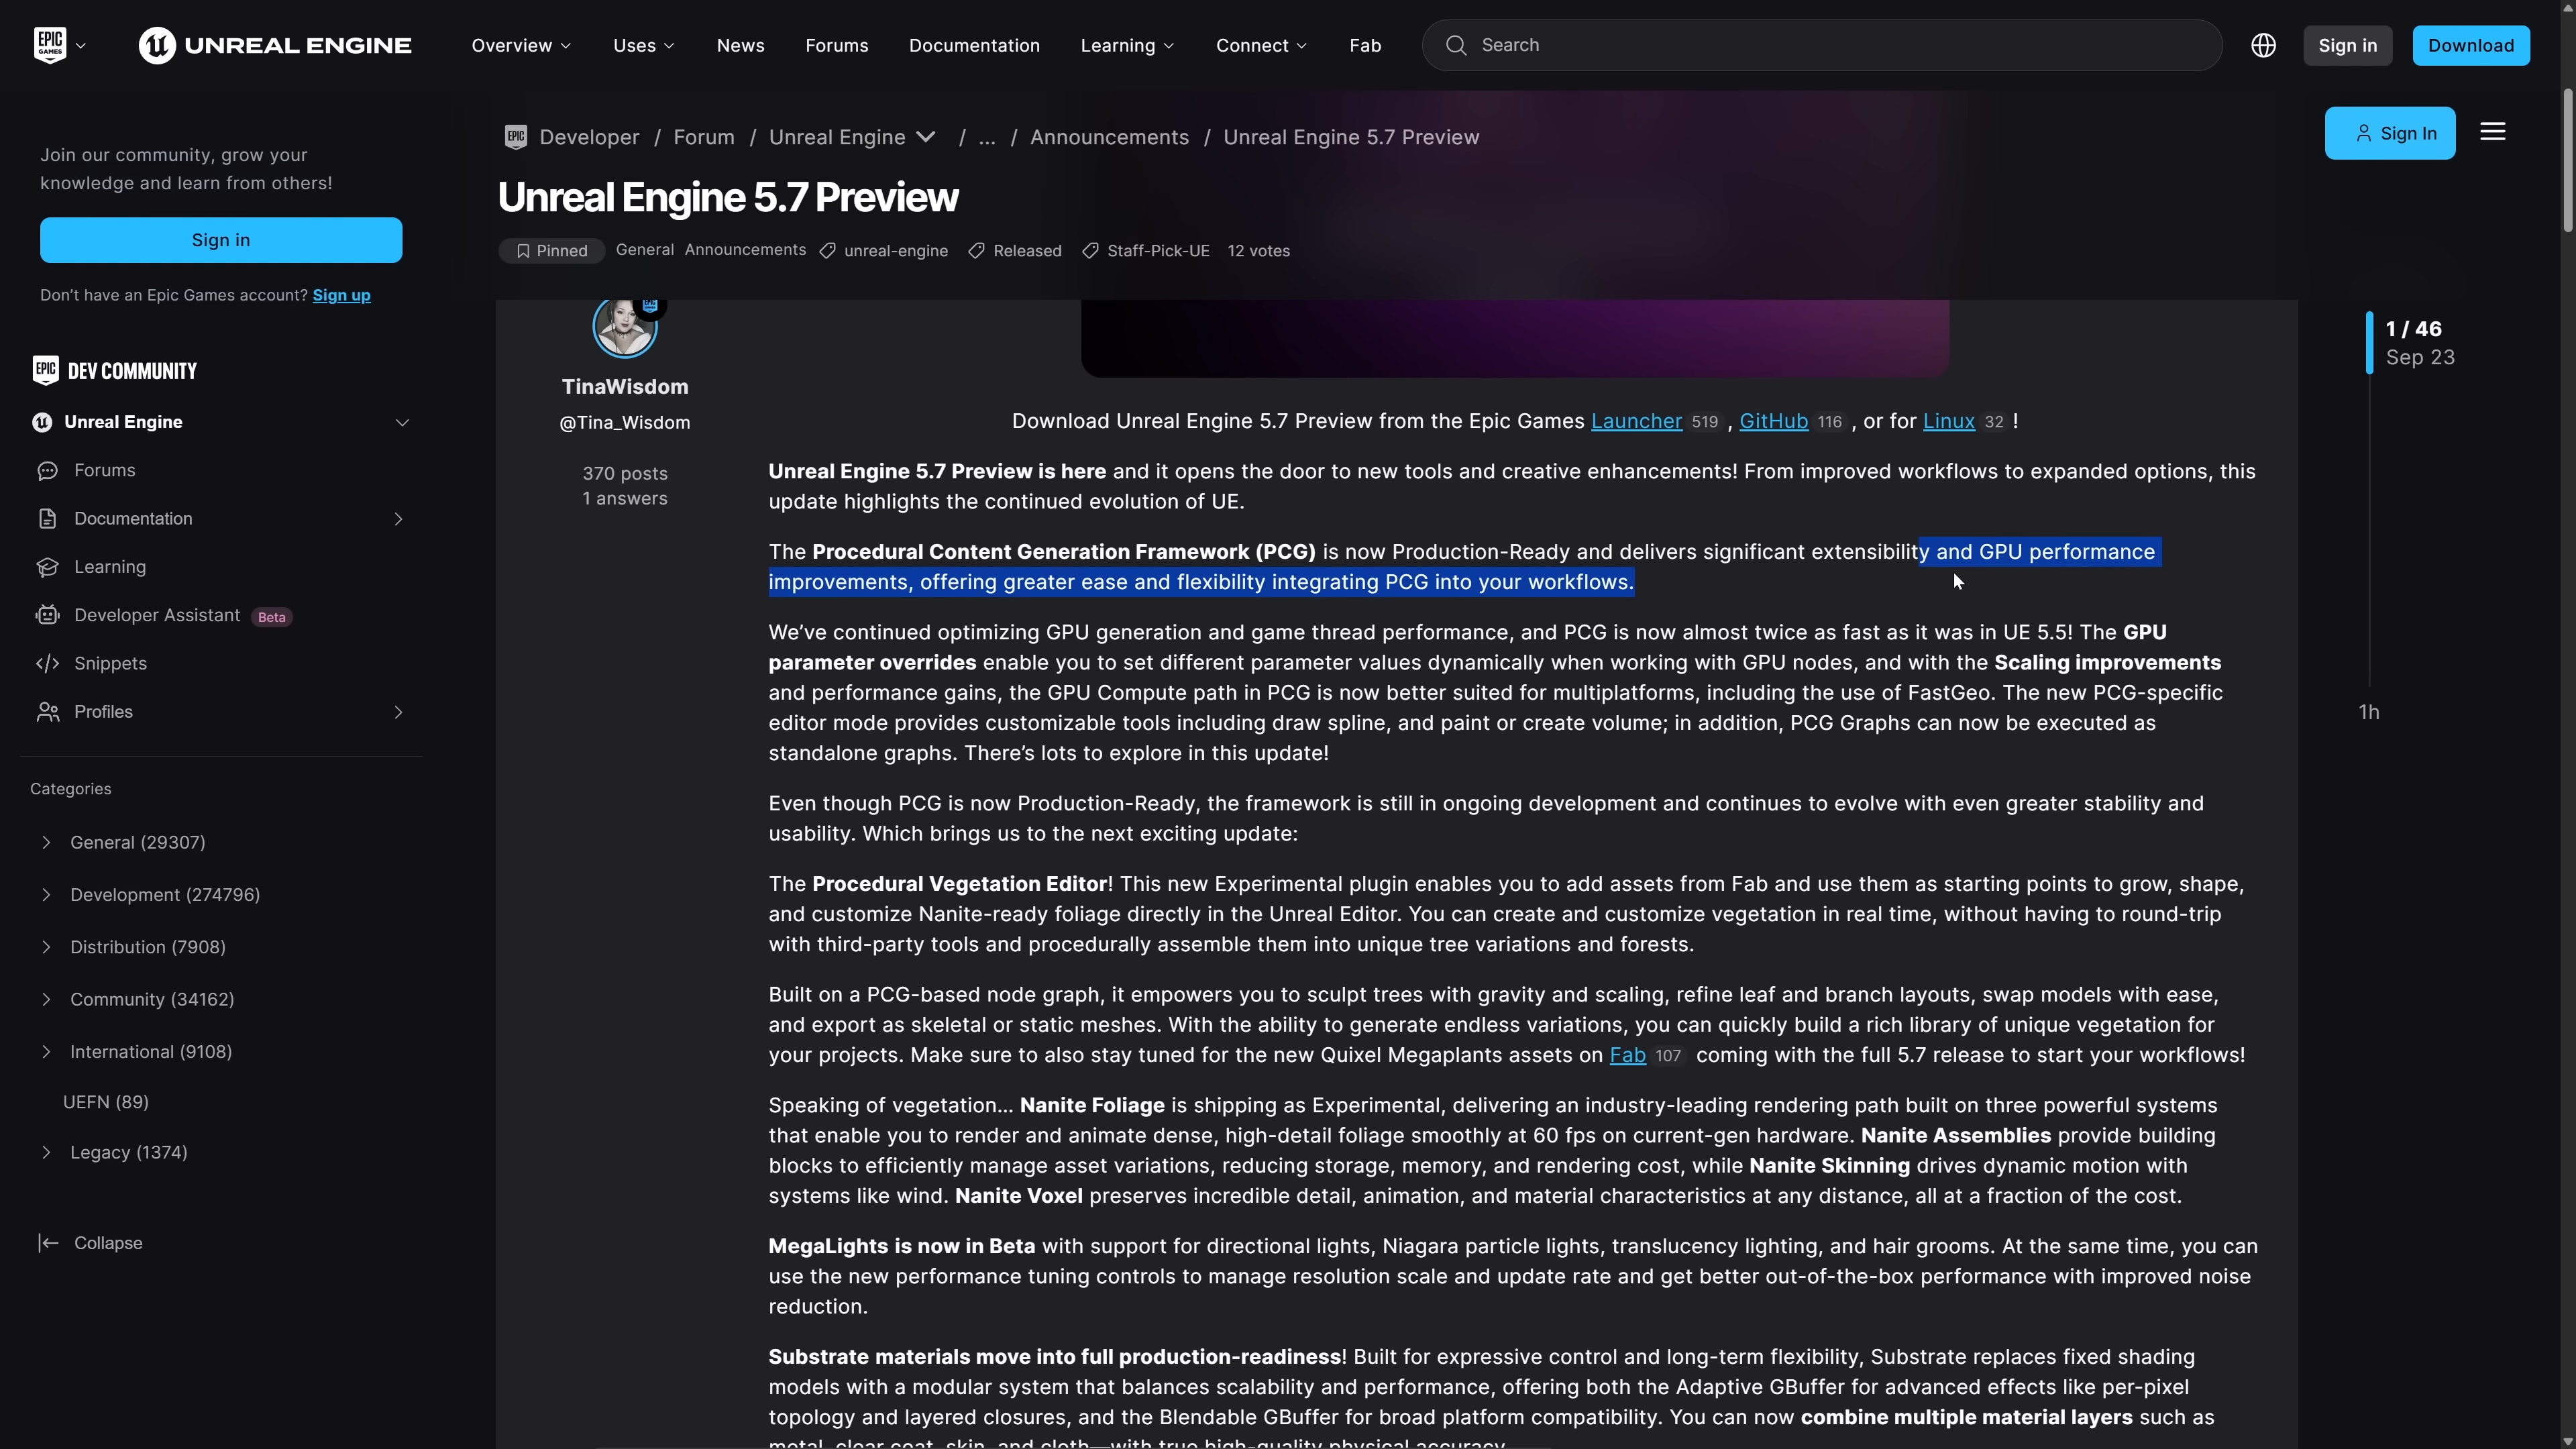 EPIC GAMES
UNREAL ENGINE
Overview
Uses
News
Forums
Documentation
Learning
Connect
Fab
Search
Sign in
Download
Join our community, grow your
knowledge and learn from others!
Sign in
Don't have an Epic Games account? Sign up
EPIC DEV COMMUNITY
Unreal Engine
Forums
Documentation
Learning
Developer Assistant Beta
Snippets
Profiles
Categories
General (29307)
Development (274796)
Distribution (7908)
Community (34162)
International (9108)
UEFN (89)
Legacy (1374)
Collapse
EPIC Developer / Forum / Unreal Engine / ... / Announcements / Unreal Engine 5.7 Preview
Sign In
Unreal Engine 5.7 Preview
Pinned General Announcements unreal-engine Released Staff-Pick-UE 12 votes
TinaWisdom
@Tina_Wisdom
370 posts
1 answers
Download Unreal Engine 5.7 Preview from the Epic Games Launcher 519 , GitHub 116 , or for Linux 32 !
Unreal Engine 5.7 Preview is here and it opens the door to new tools and creative enhancements! From improved workflows to expanded options, this
update highlights the continued evolution of UE.
The Procedural Content Generation Framework (PCG) is now Production-Ready and delivers significant extensibility and GPU performance
improvements, offering greater ease and flexibility integrating PCG into your workflows.
We've continued optimizing GPU generation and game thread performance, and PCG is now almost twice as fast as it was in UE 5.5! The GPU
parameter overrides enable you to set different parameter values dynamically when working with GPU nodes, and with the Scaling improvements
and performance gains, the GPU Compute path in PCG is now better suited for multiplatforms, including the use of FastGeo. The new PCG-specific
editor mode provides customizable tools including draw spline, and paint or create volume; in addition, PCG Graphs can now be executed as
standalone graphs. There's lots to explore in this update!
Even though PCG is now Production-Ready, the framework is still in ongoing development and continues to evolve with even greater stability and
usability. Which brings us to the next exciting update:
The Procedural Vegetation Editor! This new Experimental plugin enables you to add assets from Fab and use them as starting points to grow, shape,
and customize Nanite-ready foliage directly in the Unreal Editor. You can create and customize vegetation in real time, without having to round-trip
with third-party tools and procedurally assemble them into unique tree variations and forests.
Built on a PCG-based node graph, it empowers you to sculpt trees with gravity and scaling, refine leaf and branch layouts, swap models with ease,
and export as skeletal or static meshes. With the ability to generate endless variations, you can quickly build a rich library of unique vegetation for
your projects. Make sure to also stay tuned for the new Quixel Megaplants assets on Fab 107 coming with the full 5.7 release to start your workflows!
Speaking of vegetation... Nanite Foliage is shipping as Experimental, delivering an industry-leading rendering path built on three powerful systems
that enable you to render and animate dense, high-detail foliage smoothly at 60 fps on current-gen hardware. Nanite Assemblies provide building
blocks to efficiently manage asset variations, reducing storage, memory, and rendering cost, while Nanite Skinning drives dynamic motion with
systems like wind. Nanite Voxel preserves incredible detail, animation, and material characteristics at any distance, all at a fraction of the cost.
MegaLights is now in Beta with support for directional lights, Niagara particle lights, translucency lighting, and hair grooms. At the same time, you can
use the new performance tuning controls to manage resolution scale and update rate and get better out-of-the-box performance with improved noise
reduction.
Substrate materials move into full production-readiness! Built for expressive control and long-term flexibility, Substrate replaces fixed shading
models with a modular system that balances scalability and performance, offering both the Adaptive GBuffer for advanced effects like per-pixel
topology and layered closures, and the Blendable GBuffer for broad platform compatibility. You can now combine multiple material layers such as
metal, clear coat, skin, and cloth—with true high-quality physical accuracy.
1 / 46
Sep 23
1h